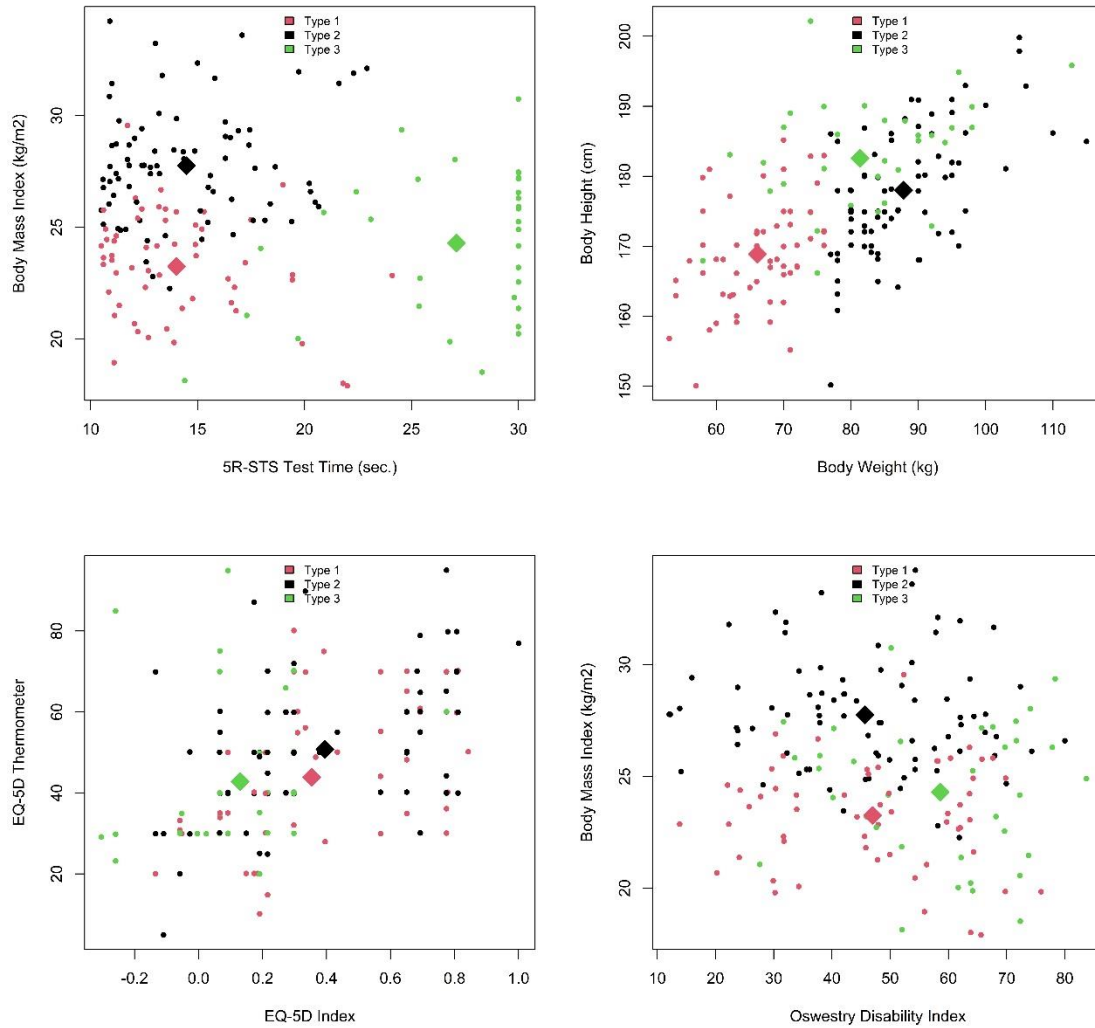 Type 1
Type 2
Type 3
Body Mass Index (kg/m2)
30
25
20
10 15 20 25 30
5R-STS Test Time (sec.)
Type 1
Type 2
Type 3
Body Height (cm)
200
190
180
170
160
150
60 70 80 90 100 110
Body Weight (kg)
Type 1
Type 2
Type 3
EQ-5D Thermometer
80
60
40
20
-0.2 0.0 0.2 0.4 0.6 0.8 1.0
EQ-5D Index
Type 1
Type 2
Type 3
Body Mass Index (kg/m2)
30
25
20
10 20 30 40 50 60 70 80
Oswestry Disability Index